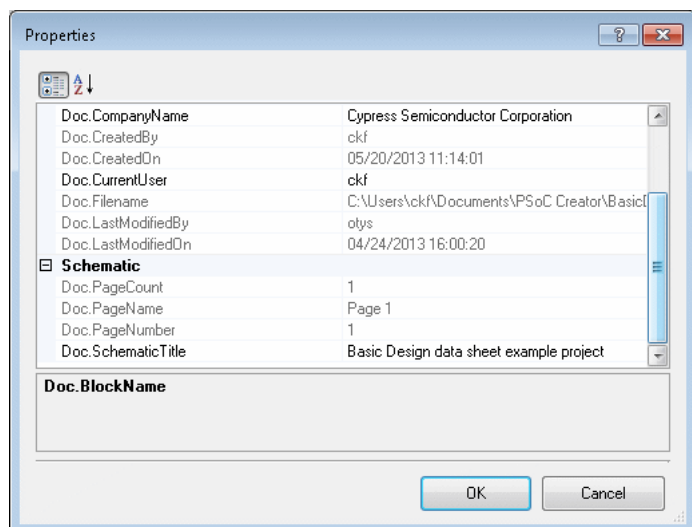 Properties
?
A
Z
Doc.CompanyName Cypress Semiconductor Corporation
Doc.CreatedBy ckf
Doc.CreatedOn 05/20/2013 11:14:01
Doc.CurrentUser ckf
Doc.Filename C:\Users\ckf\Documents\PSoC Creator\Basic
Doc.LastModifiedBy otys
Doc.LastModifiedOn 04/24/2013 16:00:20
Schematic
Doc.PageCount 1
Doc.PageName Page 1
Doc.PageNumber 1
Doc.SchematicTitle Basic Design data sheet example project
Doc.BlockName
OK Cancel